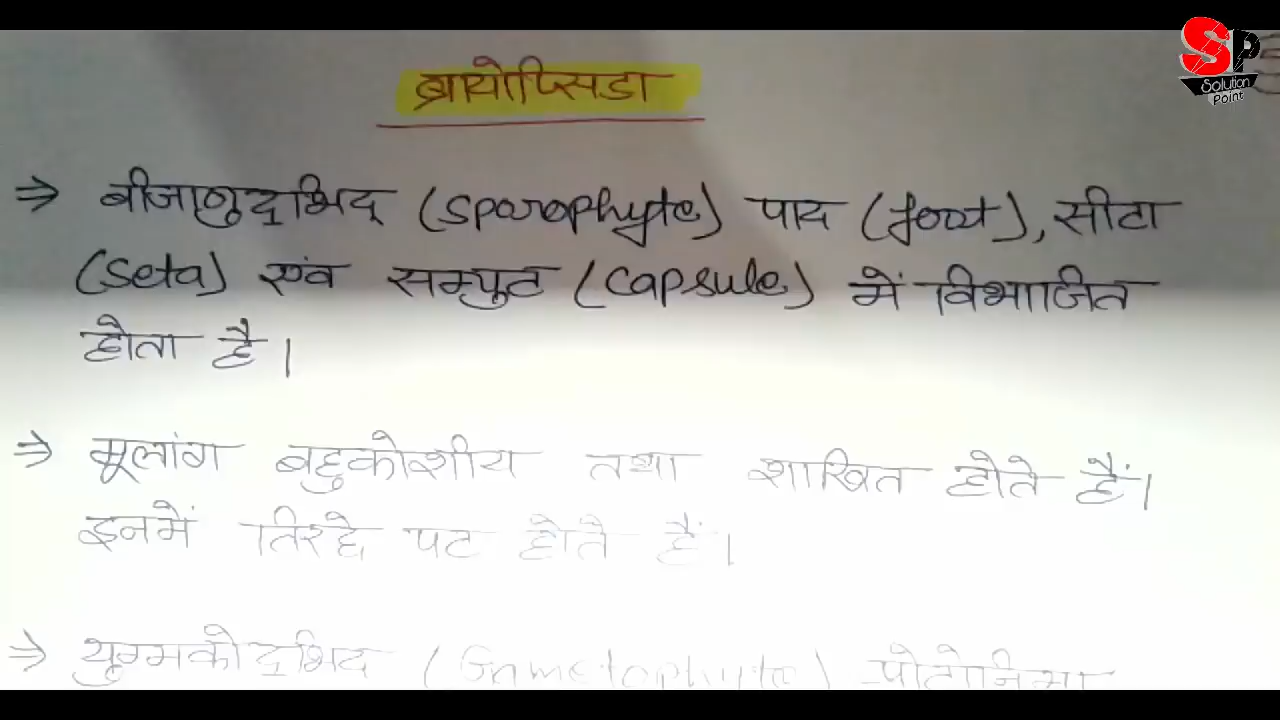 SP
Solution
Point
ब्रायोप्सिडा
⇒ बीजाणुद्भिद् (Sporophyte) पाद (foot), सीटा
(Seta) एवं सम्पुट (Capsule) में विभाजित
होता है।
⇒ मूलांग बहुकोशीय तथा शाखित होते हैं।
इनमें तिरछे पट होते हैं।
⇒ युग्मकोद्भिद (Gametophyte) प्रोटोनिमा